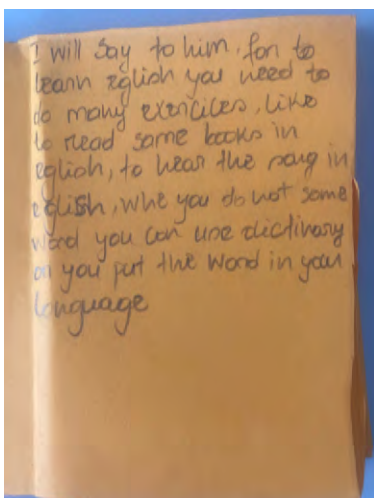 I will say to him, for to
learn eglish you need to
do many exercices, like
to read some books in
eglish, to hear the song in
eglish, whe you do not some
word you can use dictinary
or you put the word in your
language